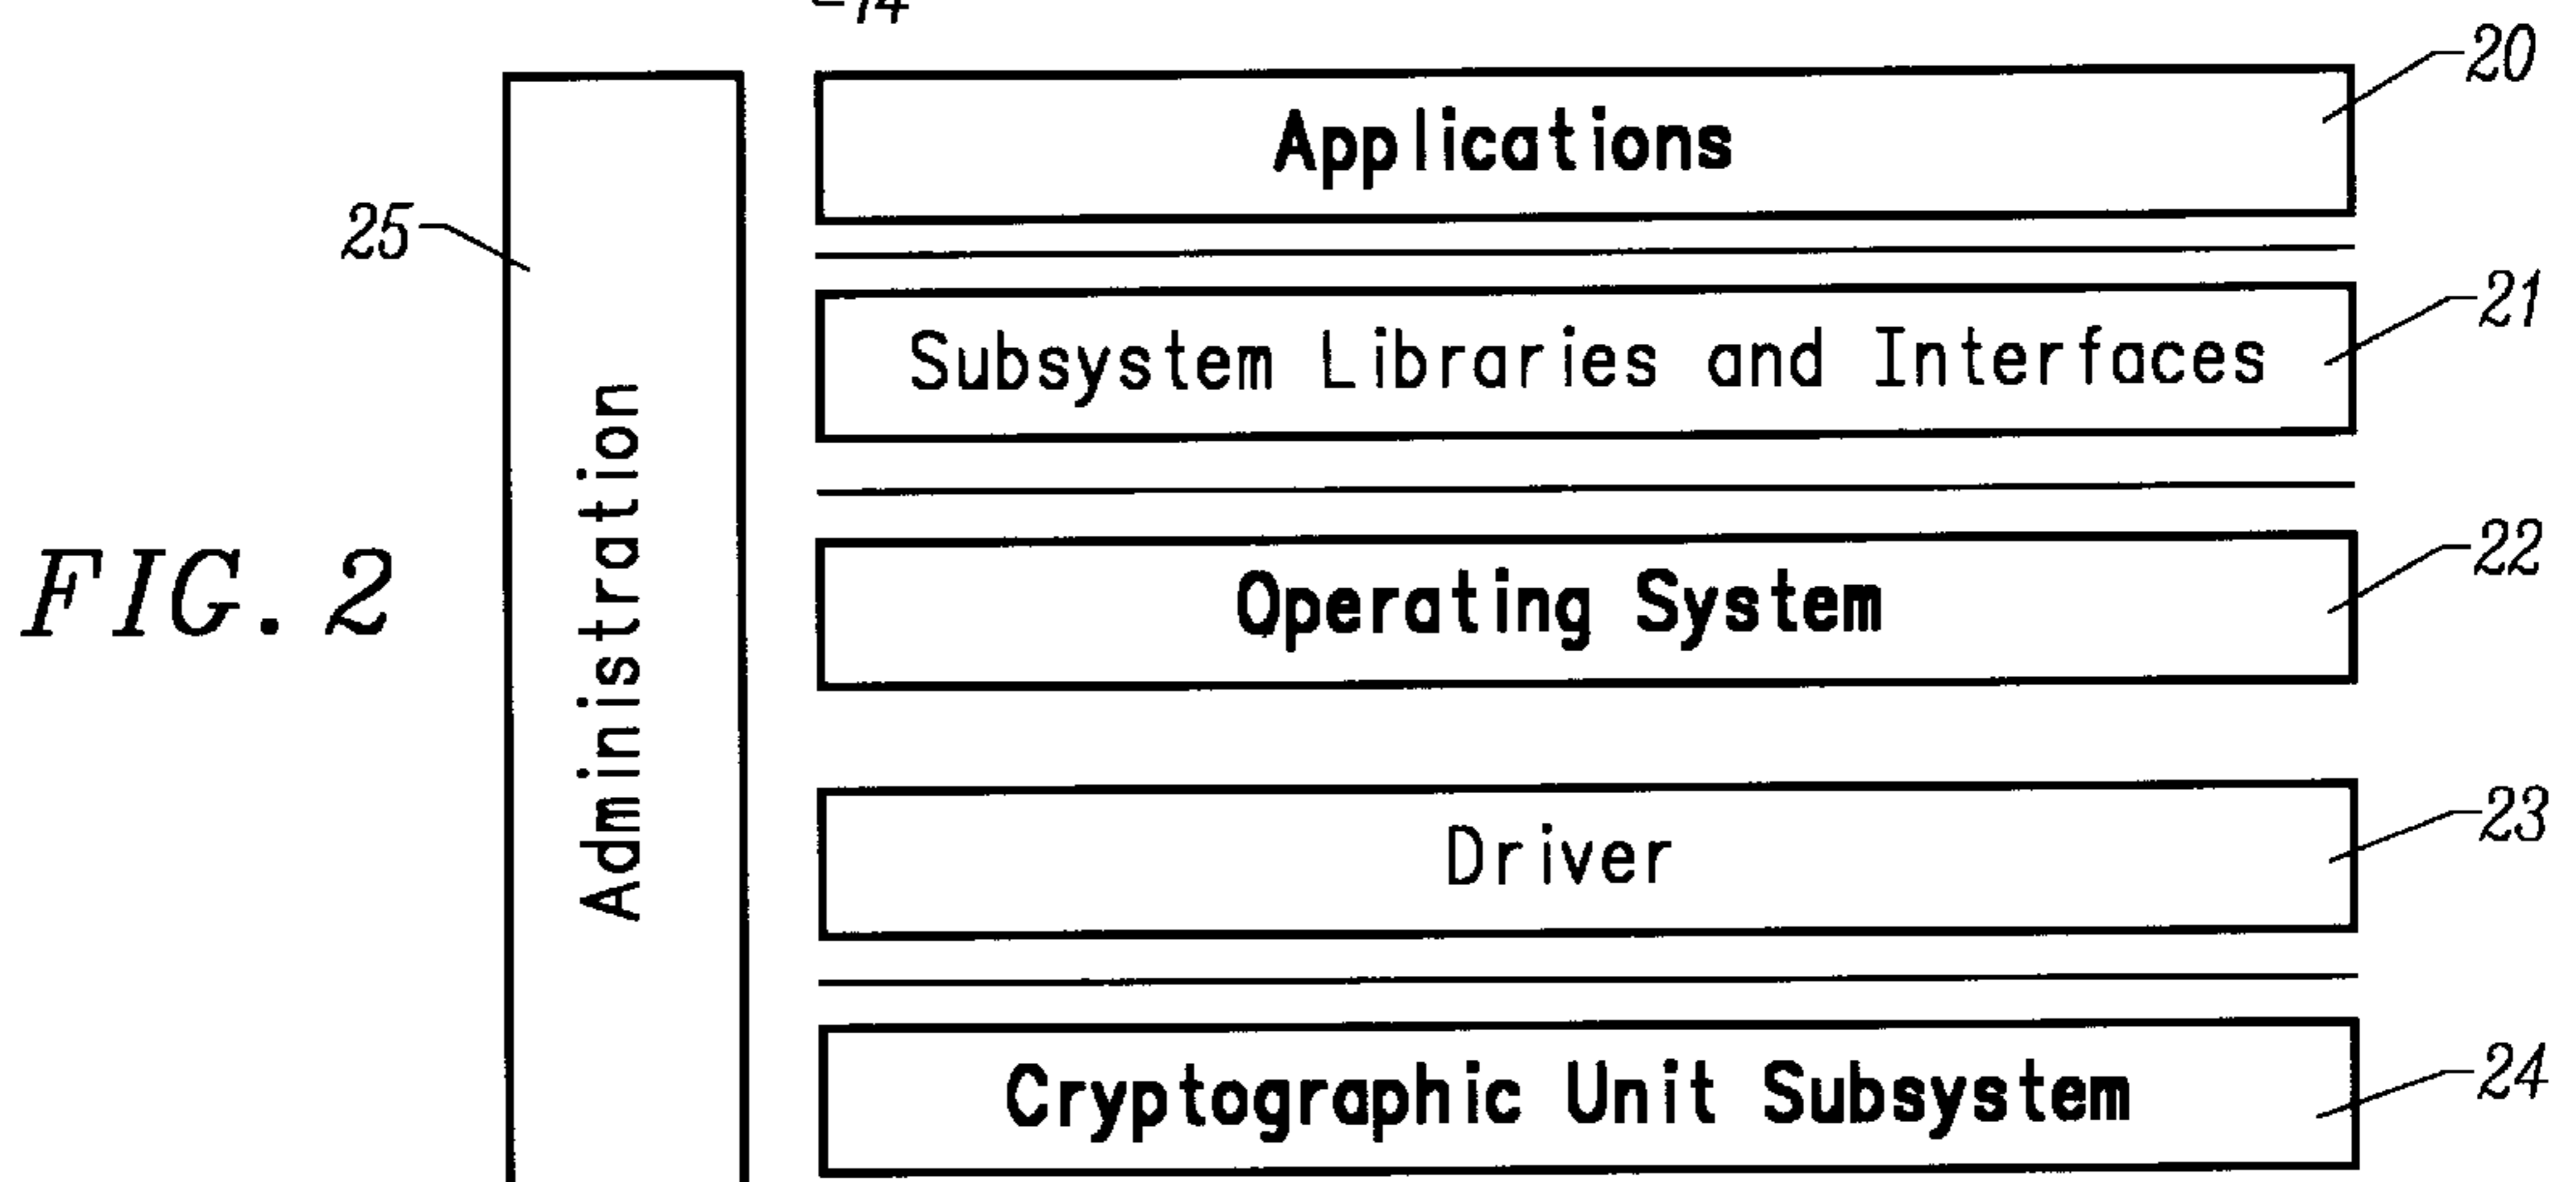 14
20
Applications
25
21
Subsystem Libraries and Interfaces
Administration
FIG. 2
22
Operating System
23
Driver
24
Cryptographic Unit Subsystem